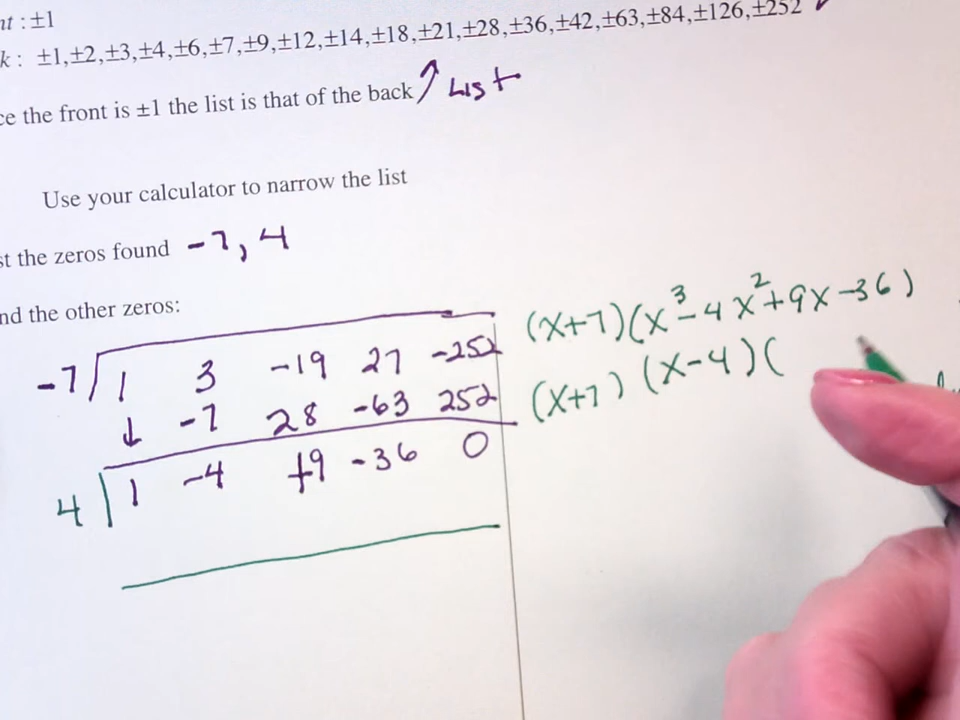 nt : ±1
k : ±1,±2,±3,±4,±6,±7,±9,±12,±14,±18,±21,±28,±36,±42,±63,±84,±126,±252
ce the front is ±1 the list is that of the back List
Use your calculator to narrow the list
st the zeros found -7, 4
nd the other zeros:
(x+7)(x³-4x²+9x-36)
-7 1 3 -19 27 -252
(x+7)(x-4)(
↓ -7 28 -63 252
4 1 -4 +9 -36 0